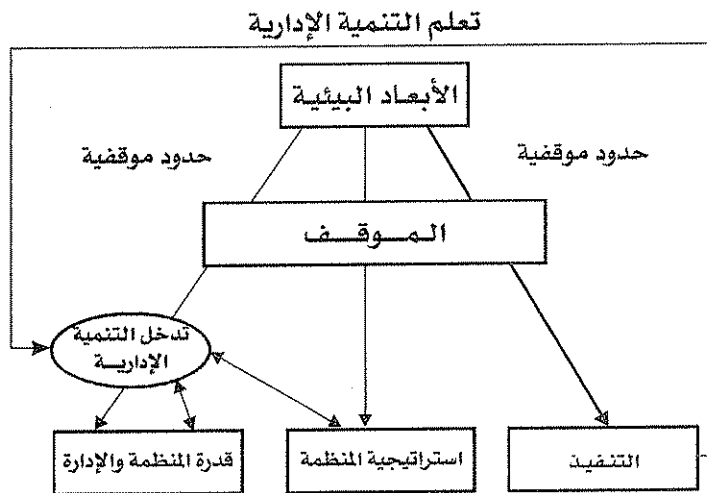 تعلم التنمية الإدارية
الأبعاد البيئية
حدود موقفية
حدود موقفية
الموقف
تدخل التنمية
الإدارية
التنفيذ
استراتيجية المنظمة
قدرة المنظمة والإدارة